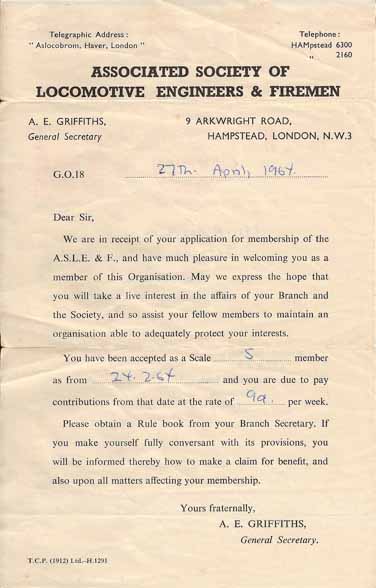 Telegraphic Address :
" Aslocobrom, Haver, London "
Telephone :
HAMpstead 6300
" 2160
ASSOCIATED SOCIETY OF
LOCOMOTIVE ENGINEERS & FIREMEN
A. E. GRIFFITHS,
General Secretary
9 ARKWRIGHT ROAD,
HAMPSTEAD, LONDON, N.W.3
G.O.18 27Th. April, 1964.
Dear Sir,
We are in receipt of your application for membership of the
A.S.L.E. & F., and have much pleasure in welcoming you as a
member of this Organisation. May we express the hope that
you will take a live interest in the affairs of your Branch and
the Society, and so assist your fellow members to maintain an
organisation able to adequately protect your interests.
You have been accepted as a Scale 5 member
as from 24.2.64 and you are due to pay
contributions from that date at the rate of 9d. per week.
Please obtain a Rule book from your Branch Secretary. If
you make yourself fully conversant with its provisions, you
will be informed thereby how to make a claim for benefit, and
also upon all matters affecting your membership.
Yours fraternally,
A. E. GRIFFITHS,
General Secretary.
T.C.P. (1912) Ltd.–H.1291